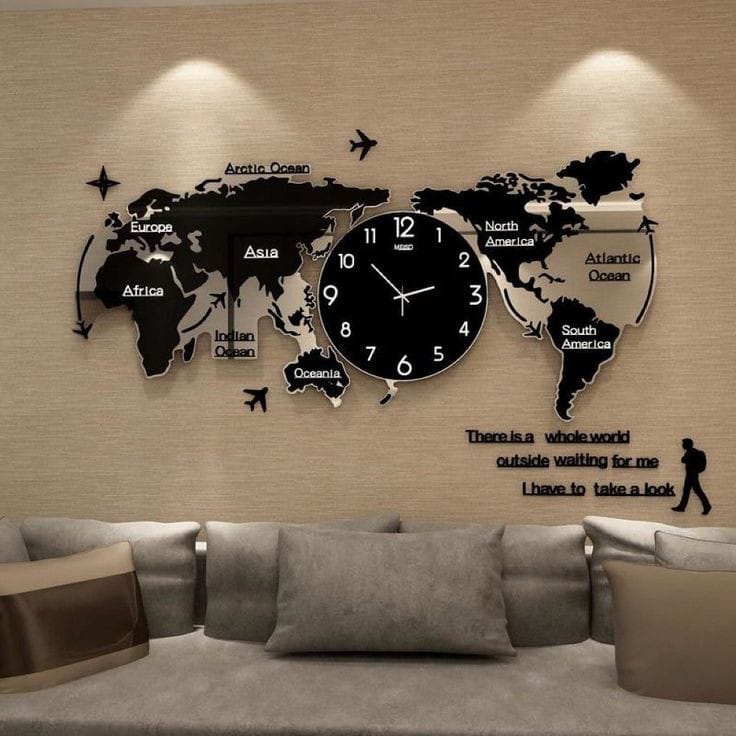 Arctic Ocean
Europe
Asia
Africa
Indian
Ocean
Oceania
12
1
2
3
4
5
6
7
8
9
10
11
North
America
Atlantic
Ocean
South
America
There is a whole world
outside waiting for me
I have to take a look